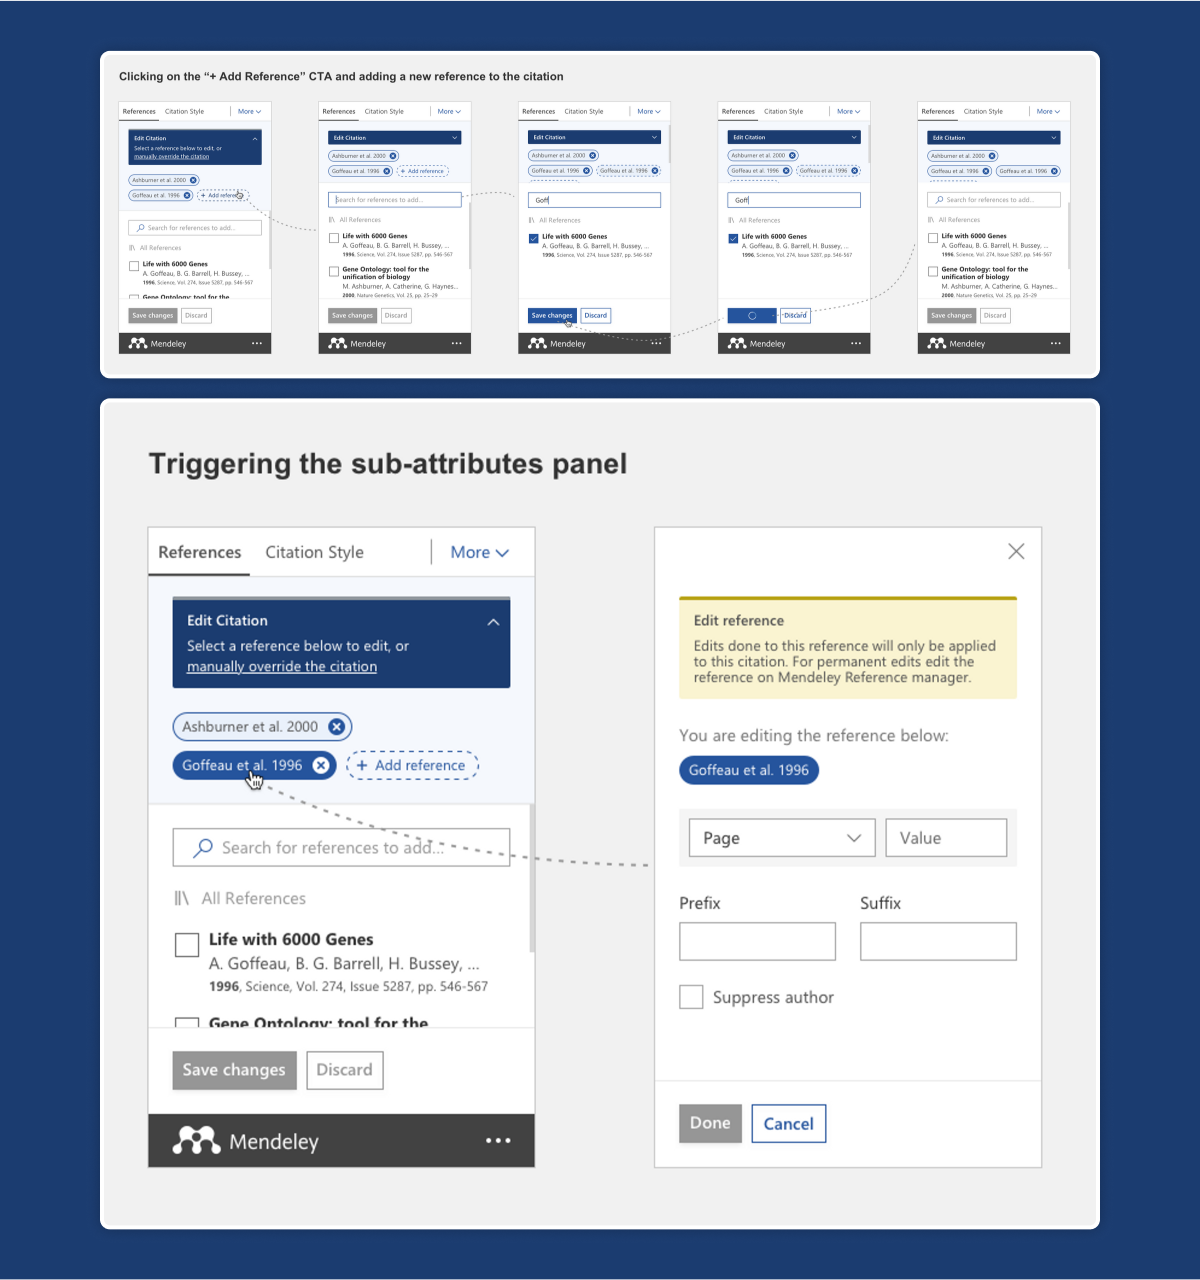 Clicking on the “+ Add Reference” CTA and adding a new reference to the citation
References Citation Style More
Edit Citation
Select a reference below to edit, or
manually override the citation
Ashburner et al. 2000
Goffeau et al. 1996 + Add reference
Search for references to add...
All References
Life with 6000 Genes
A. Goffeau, B. G. Barrell, H. Bussey, ...
1996, Science, Vol. 274, Issue 5287, pp. 546-567
Gene Ontology: tool for the
Save changes Discard
Mendeley
References Citation Style More
Edit Citation
Ashburner et al. 2000
Goffeau et al. 1996 + Add reference
Search for references to add...
All References
Life with 6000 Genes
A. Goffeau, B. G. Barrell, H. Bussey, ...
1996, Science, Vol. 274, Issue 5287, pp. 546-567
Gene Ontology: tool for the
unification of biology
M. Ashburner, A. Catherine, G. Haynes...
2000, Nature Genetics, Vol. 25, pp. 25-29
Save changes Discard
Mendeley
References Citation Style More
Edit Citation
Ashburner et al. 2000
Goffeau et al. 1996 Goffeau et al. 1996
Goff
All References
Life with 6000 Genes
A. Goffeau, B. G. Barrell, H. Bussey, ...
1996, Science, Vol. 274, Issue 5287, pp. 546-567
Save changes Discard
Mendeley
References Citation Style More
Edit Citation
Ashburner et al. 2000
Goffeau et al. 1996 Goffeau et al. 1996
Goff
All References
Life with 6000 Genes
A. Goffeau, B. G. Barrell, H. Bussey, ...
1996, Science, Vol. 274, Issue 5287, pp. 546-567
Discard
Mendeley
References Citation Style More
Edit Citation
Ashburner et al. 2000
Goffeau et al. 1996 Goffeau et al. 1996
Search for references to add...
All References
Life with 6000 Genes
A. Goffeau, B. G. Barrell, H. Bussey, ...
1996, Science, Vol. 274, Issue 5287, pp. 546-567
Gene Ontology: tool for the
unification of biology
M. Ashburner, A. Catherine, G. Haynes...
2000, Nature Genetics, Vol. 25, pp. 25-29
Save changes Discard
Mendeley
Triggering the sub-attributes panel
References Citation Style More
Edit Citation
Select a reference below to edit, or
manually override the citation
Ashburner et al. 2000
Goffeau et al. 1996 + Add reference
Search for references to add...
All References
Life with 6000 Genes
A. Goffeau, B. G. Barrell, H. Bussey, ...
1996, Science, Vol. 274, Issue 5287, pp. 546-567
Gene Ontology: tool for the
Save changes Discard
Mendeley
Edit reference
Edits done to this reference will only be applied
to this citation. For permanent edits edit the
reference on Mendeley Reference manager.
You are editing the reference below:
Goffeau et al. 1996
Page Value
Prefix Suffix
Suppress author
Done Cancel